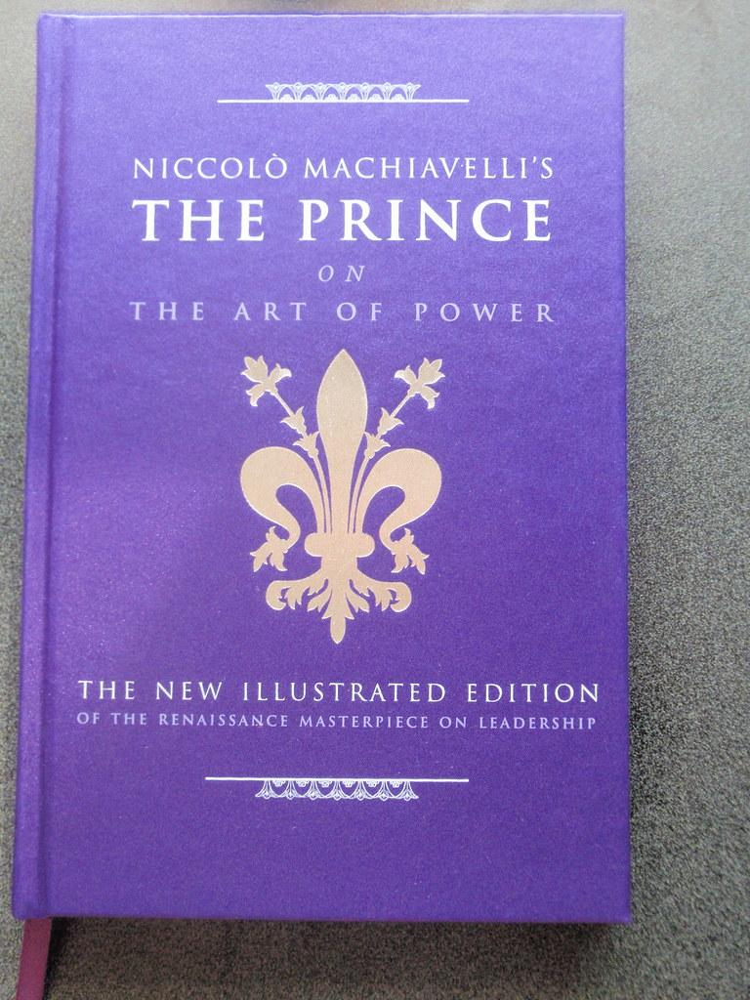 NICCOLÒ MACHIAVELLI'S
THE PRINCE
ON
THE ART OF POWER
THE NEW ILLUSTRATED EDITION
OF THE RENAISSANCE MASTERPIECE ON LEADERSHIP